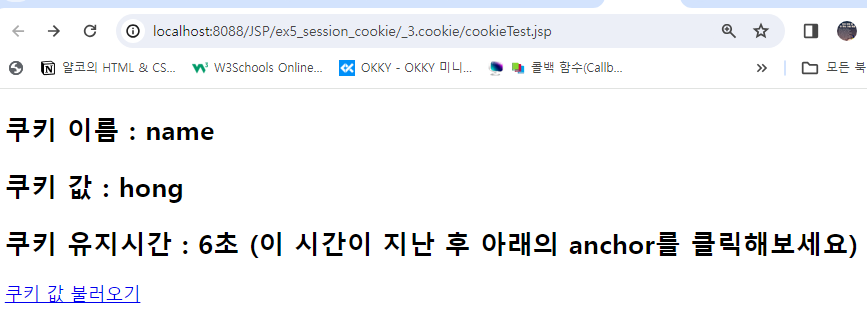 localhost:8088/JSP/ex5_session_cookie/_3.cookie/cookieTest.jsp
얄코의 HTML & CS... W3Schools Online... OKKY - OKKY 미니... 콜백 함수(Callb... » 모든 북
쿠키 이름 : name
쿠키 값 : hong
쿠키 유지시간 : 6초 (이 시간이 지난 후 아래의 anchor를 클릭해보세요)
쿠키 값 불러오기